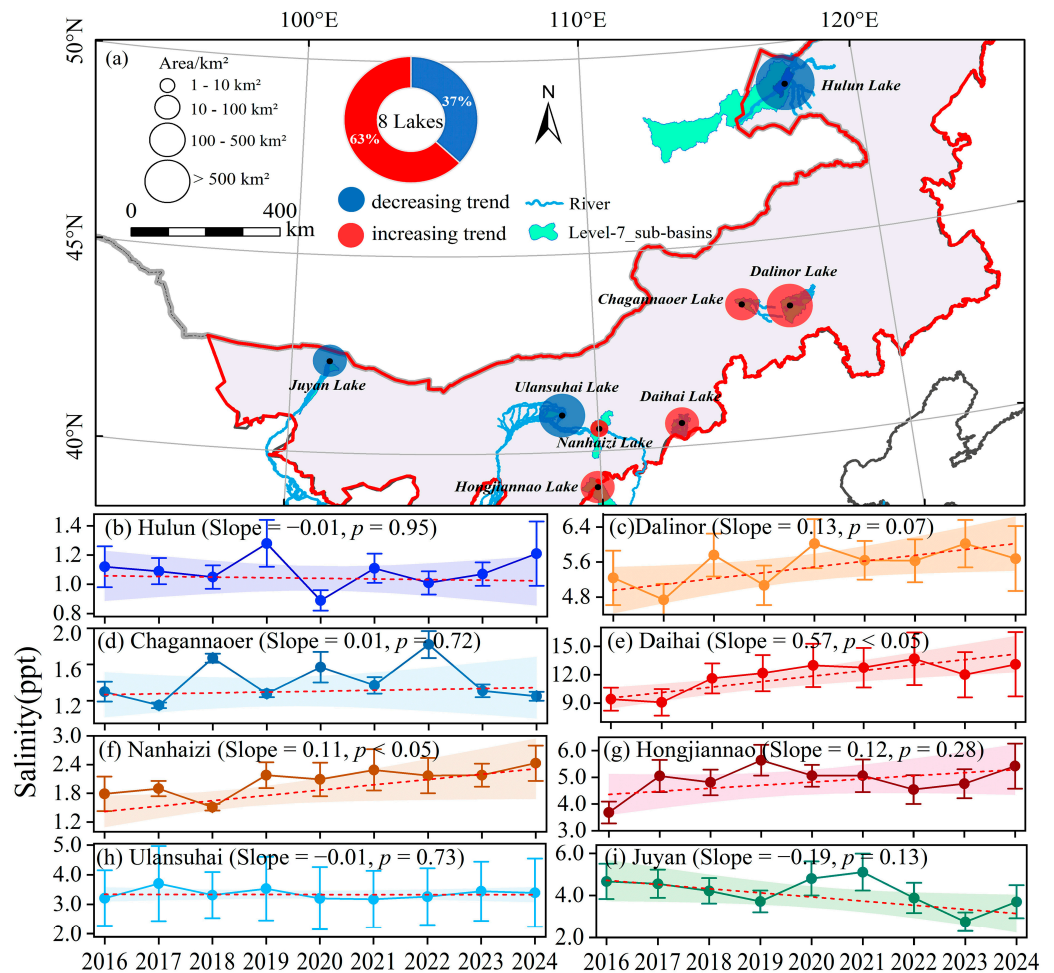 100°E 110°E 120°E
50°N
45°N
40°N
(a)
Area/km²
1 - 10 km²
10 - 100 km²
100 - 500 km²
> 500 km²
0 400
km
37%
8 Lakes
63%
N
decreasing trend
River
increasing trend
Level-7_sub-basins
Hulun Lake
Dalinor Lake
Chagannaoer Lake
Juyan Lake
Ulansuhai Lake
Daihai Lake
Nanhaizi Lake
Hongjiannao Lake
Salinity(ppt)
(b) Hulun (Slope = −0.01, p = 0.95)
1.4
1.2
1.0
0.8
(c)Dalinor (Slope = 0.13, p = 0.07)
6.4
5.6
4.8
(d) Chagannaoer (Slope = 0.01, p = 0.72)
2.0
1.6
1.2
(e) Daihai (Slope = 0.57, p < 0.05)
15.0
12.0
9.0
(f) Nanhaizi (Slope = 0.11, p < 0.05)
3.0
2.4
1.8
1.2
(g) Hongjiannao (Slope = 0.12, p = 0.28)
6.0
5.0
4.0
3.0
(h) Ulansuhai (Slope = −0.01, p = 0.73)
5.0
4.0
3.0
2.0
(i) Juyan (Slope = −0.19, p = 0.13)
6.0
4.0
2.0
2016 2017 2018 2019 2020 2021 2022 2023 2024
2016 2017 2018 2019 2020 2021 2022 2023 2024